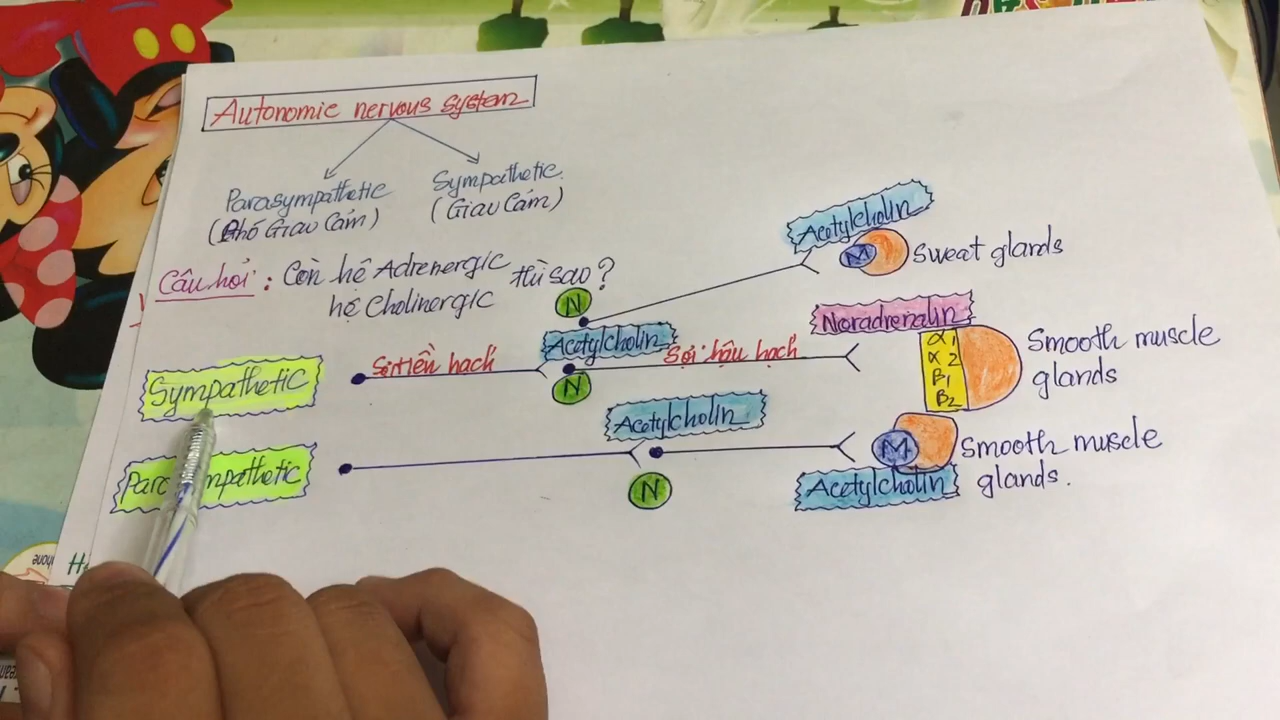 Autonomic nervous system
Parasympathetic
(Phó Giao Cảm)
Sympathetic.
(Giao Cảm)
Câu hỏi: Còn hệ Adrenergic thì sao?
hệ Cholinergic
Acetylcholin
M
Sweat glands
N
Noradrenalin
Acetylcholin
Sợi tiền hạch
Sợi hậu hạch
α1
α2
β1
β2
Smooth muscle
glands
Sympathetic
N
Acetylcholin
M
Smooth muscle
glands.
Acetylcholin
N